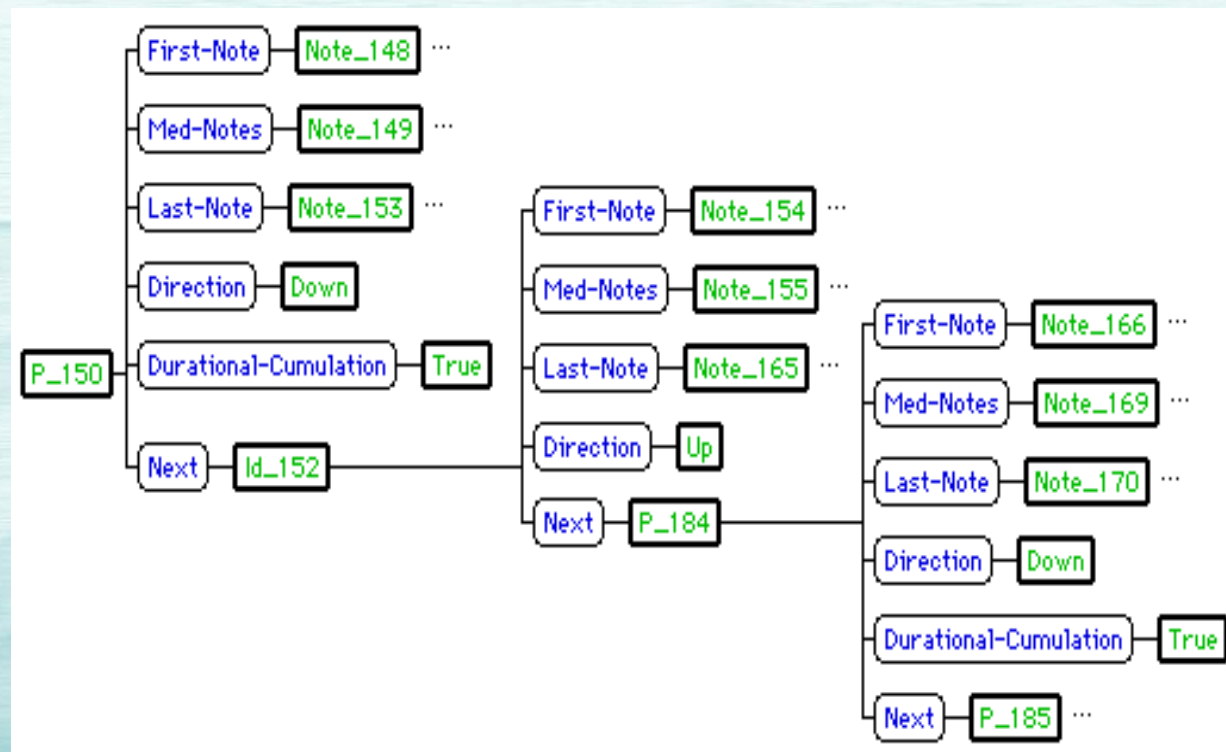 First-Note Note_148 ...
Med-Notes Note_149 ...
Last-Note Note_153 ...
Direction Down
P_150 Durational-Cumulation True
Next Id_152
First-Note Note_154 ...
Med-Notes Note_155 ...
Last-Note Note_165 ...
Direction Up
Next P_184
First-Note Note_166 ...
Med-Notes Note_169 ...
Last-Note Note_170 ...
Direction Down
Durational-Cumulation True
Next P_185 ...